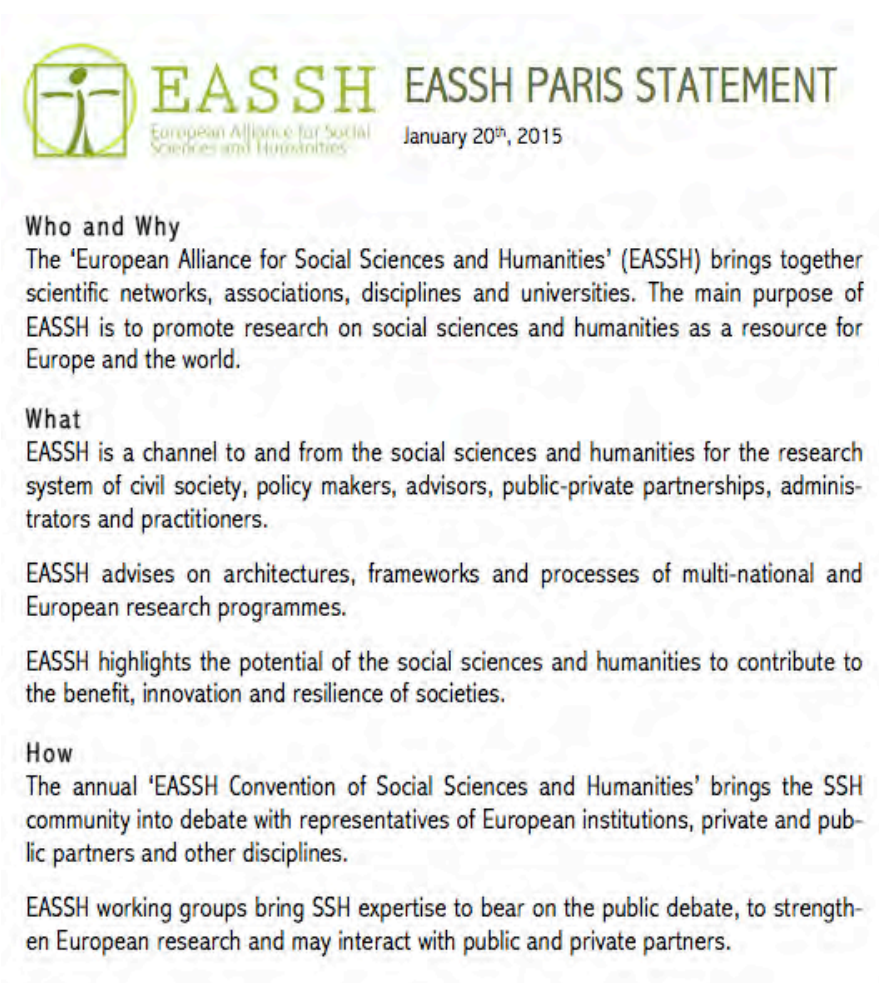 EASSH
European Alliance for Social
Sciences and Humanities
EASSH PARIS STATEMENT
January 20th, 2015
Who and Why
The ‘European Alliance for Social Sciences and Humanities’ (EASSH) brings together
scientific networks, associations, disciplines and universities. The main purpose of
EASSH is to promote research on social sciences and humanities as a resource for
Europe and the world.
What
EASSH is a channel to and from the social sciences and humanities for the research
system of civil society, policy makers, advisors, public-private partnerships, adminis-
trators and practitioners.
EASSH advises on architectures, frameworks and processes of multi-national and
European research programmes.
EASSH highlights the potential of the social sciences and humanities to contribute to
the benefit, innovation and resilience of societies.
How
The annual ‘EASSH Convention of Social Sciences and Humanities’ brings the SSH
community into debate with representatives of European institutions, private and pub-
lic partners and other disciplines.
EASSH working groups bring SSH expertise to bear on the public debate, to strength-
en European research and may interact with public and private partners.